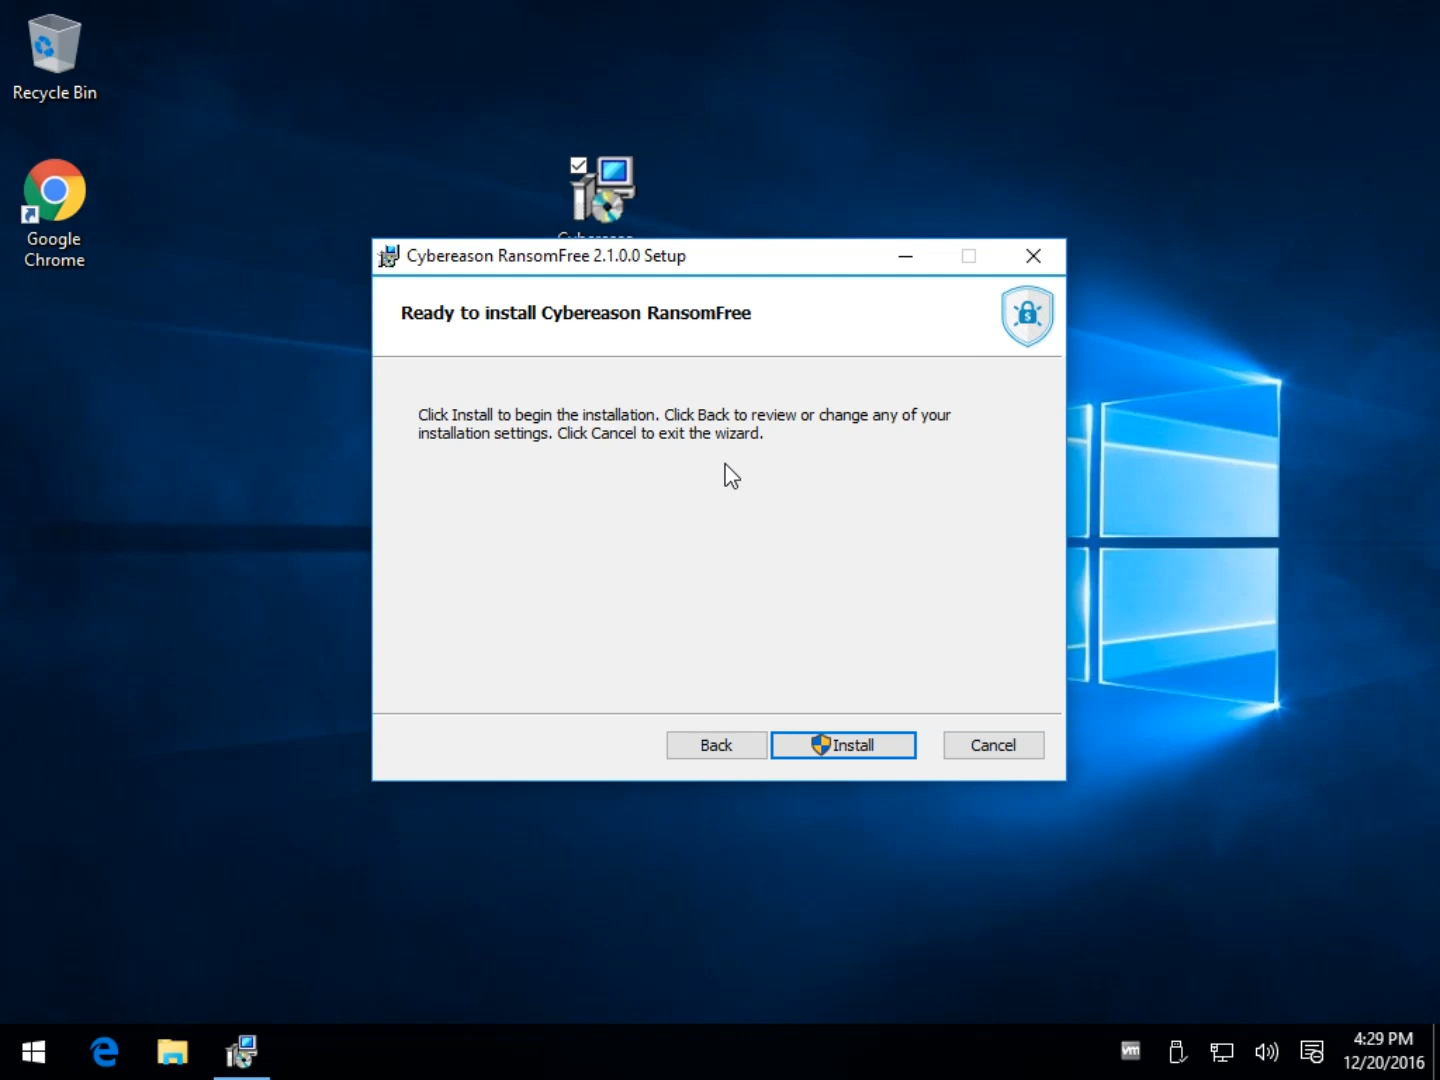 Recycle Bin
Google
Chrome
Cybereason RansomFree 2.1.0.0 Setup
Ready to install Cybereason RansomFree
$
Click Install to begin the installation. Click Back to review or change any of your
installation settings. Click Cancel to exit the wizard.
Back
Install
Cancel
vm
4:29 PM
12/20/2016